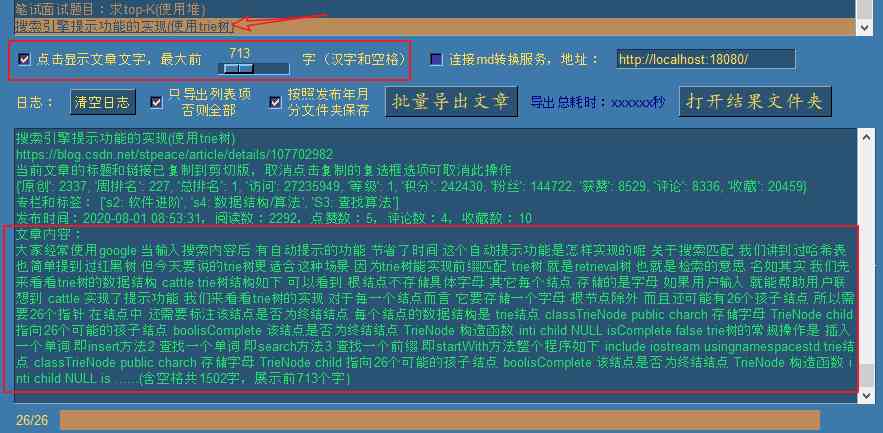 笔试面试题目：求top-K(使用堆)
搜索引擎提示功能的实现(使用trie树)
点击显示文章文字，最大前 713 字（汉字和空格） 连接md转换服务，地址： http://localhost:18080/
日志： 清空日志 只导出列表项 否则全部 按照发布年月 分文件夹保存 批量导出文章 导出总耗时：xxxxxx秒 打开结果文件夹
搜索引擎提示功能的实现(使用trie树)
https://blog.csdn.net/stpeace/article/details/107702982
当前文章的标题和链接已复制到剪切版，取消点击复制的复选框选项可取消此操作
{'原创': 2337, '周排名': 227, '总排名': 1, '访问': 27235949, '等级': 1, '积分': 242430, '粉丝': 144722, '获赞': 8529, '评论': 8336, '收藏': 20459}
专栏和标签： ['s2: 软件进阶', 's4: 数据结构/算法', 'S3: 查找算法']
发布时间：2020-08-01 08:53:31，阅读数：2292，点赞数：5，评论数：4，收藏数：10
文章内容：
大家经常使用google 当输入搜索内容后 有自动提示的功能 节省了时间 这个自动提示功能是怎样实现的呢 关于搜索匹配 我们讲到过哈希表
也简单提到过红黑树 但今天要说的trie树更适合这种场景 因为trie树能实现前缀匹配 trie树 就是retrieval树 也就是检索的意思 名如其实 我们先
来看看trie树的数据结构 cattle trie树结构如下 可以看到 根结点不存储具体字母 其它每个结点 存储的是字母 如果用户输入 就能帮助用户联
想到 cattle 实现了提示功能 我们来看看trie树的实现 对于每一个结点而言 它要存储一个字母 根节点除外 而且还可能有26个孩子结点 所以需
要26个指针 在结点中 还需要标注该结点是否为终结结点 每个结点的数据结构是 trie结点 classTrieNode public charch 存储字母 TrieNode child
指向26个可能的孩子结点 boolisComplete 该结点是否为终结结点 TrieNode 构造函数 inti child NULL isComplete false trie树的常规操作是 插入
一个单词 即insert方法2 查找一个单词 即search方法3 查找一个前缀 即startWith方法整个程序如下 include iostream usingnamespacestd trie结
点 classTrieNode public charch 存储字母 TrieNode child 指向26个可能的孩子结点 boolisComplete 该结点是否为终结结点 TrieNode 构造函数 i
nti child NULL is ......(含空格共1502字，展示前713个字)
26/26